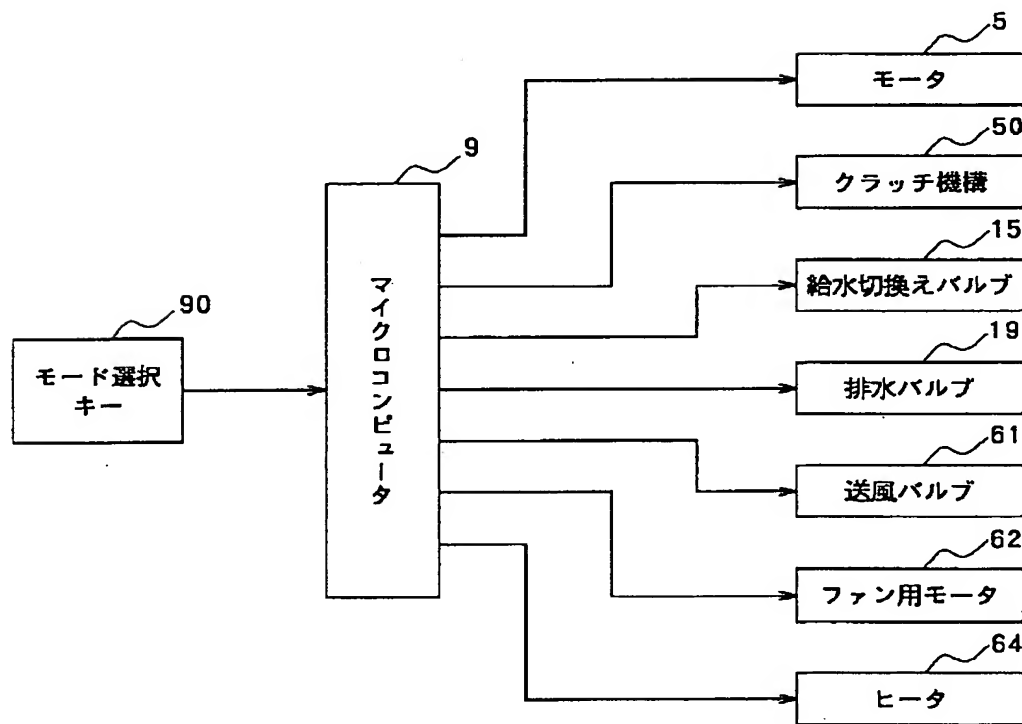 5
モータ
50
クラッチ機構
9
15
給水切換えバルブ
マイクロコンピュータ
90
モード選択
キー
19
排水バルブ
61
送風バルブ
62
ファン用モータ
64
ヒータ